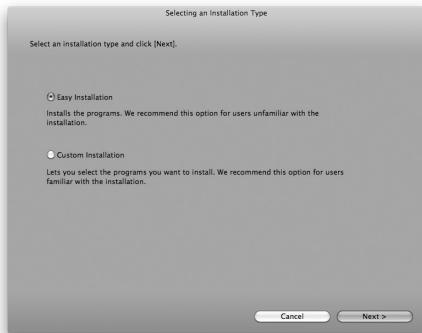 Selecting an Installation Type
Select an installation type and click [Next].
Easy Installation
Installs the programs. We recommend this option for users unfamiliar with the
installation.
Custom Installation
Lets you select the programs you want to install. We recommend this option for users
familiar with the installation.
Cancel
Next >